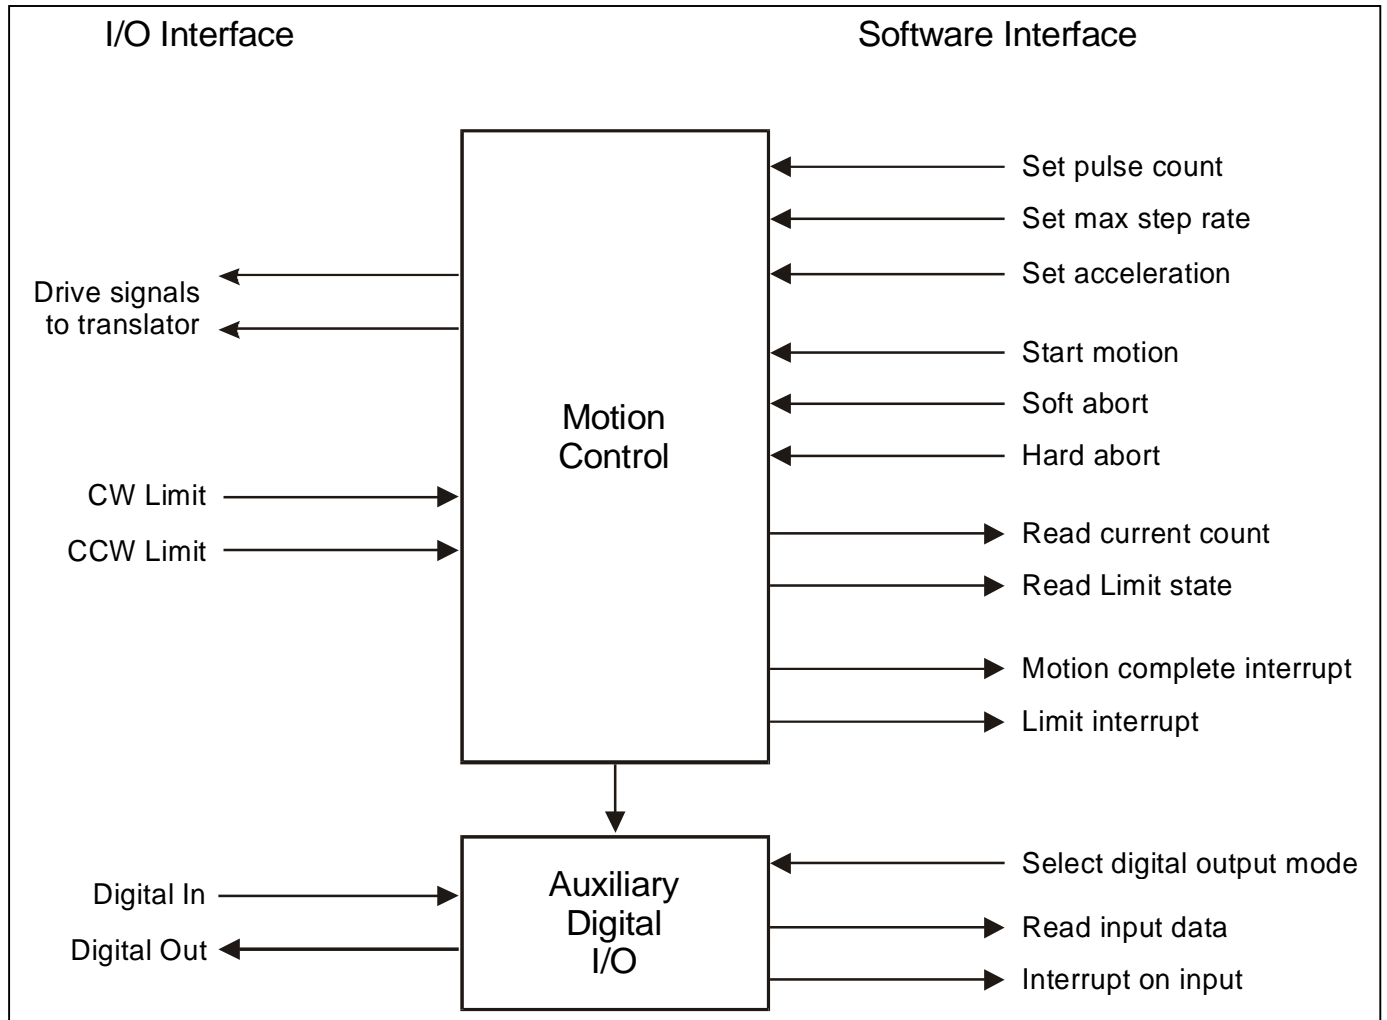 I/O Interface
Software Interface
Set pulse count
Set max step rate
Set acceleration
Drive signals
to translator
Start motion
Soft abort
Hard abort
Motion
Control
CW Limit
CCW Limit
Read current count
Read Limit state
Motion complete interrupt
Limit interrupt
Select digital output mode
Digital In
Digital Out
Auxiliary
Digital
I/O
Read input data
Interrupt on input